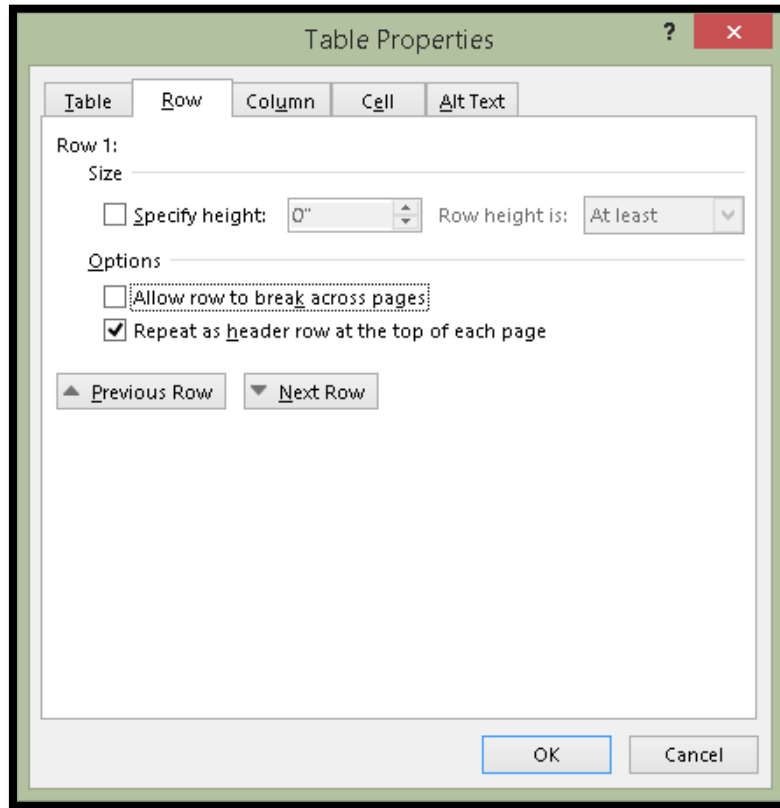 Table Properties ?
Table Row Column Cell Alt Text
Row 1:
Size
Specify height: 0" Row height is: At least
Options
Allow row to break across pages
Repeat as header row at the top of each page
Previous Row Next Row
OK Cancel